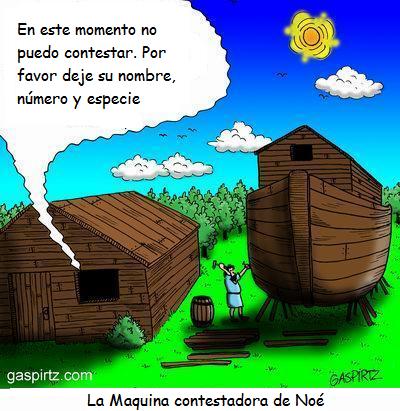 En este momento no
puedo contestar. Por
favor deje su nombre,
número y especie
GASPIRTZ
gaspirtz.com
La Maquina contestadora de Noé